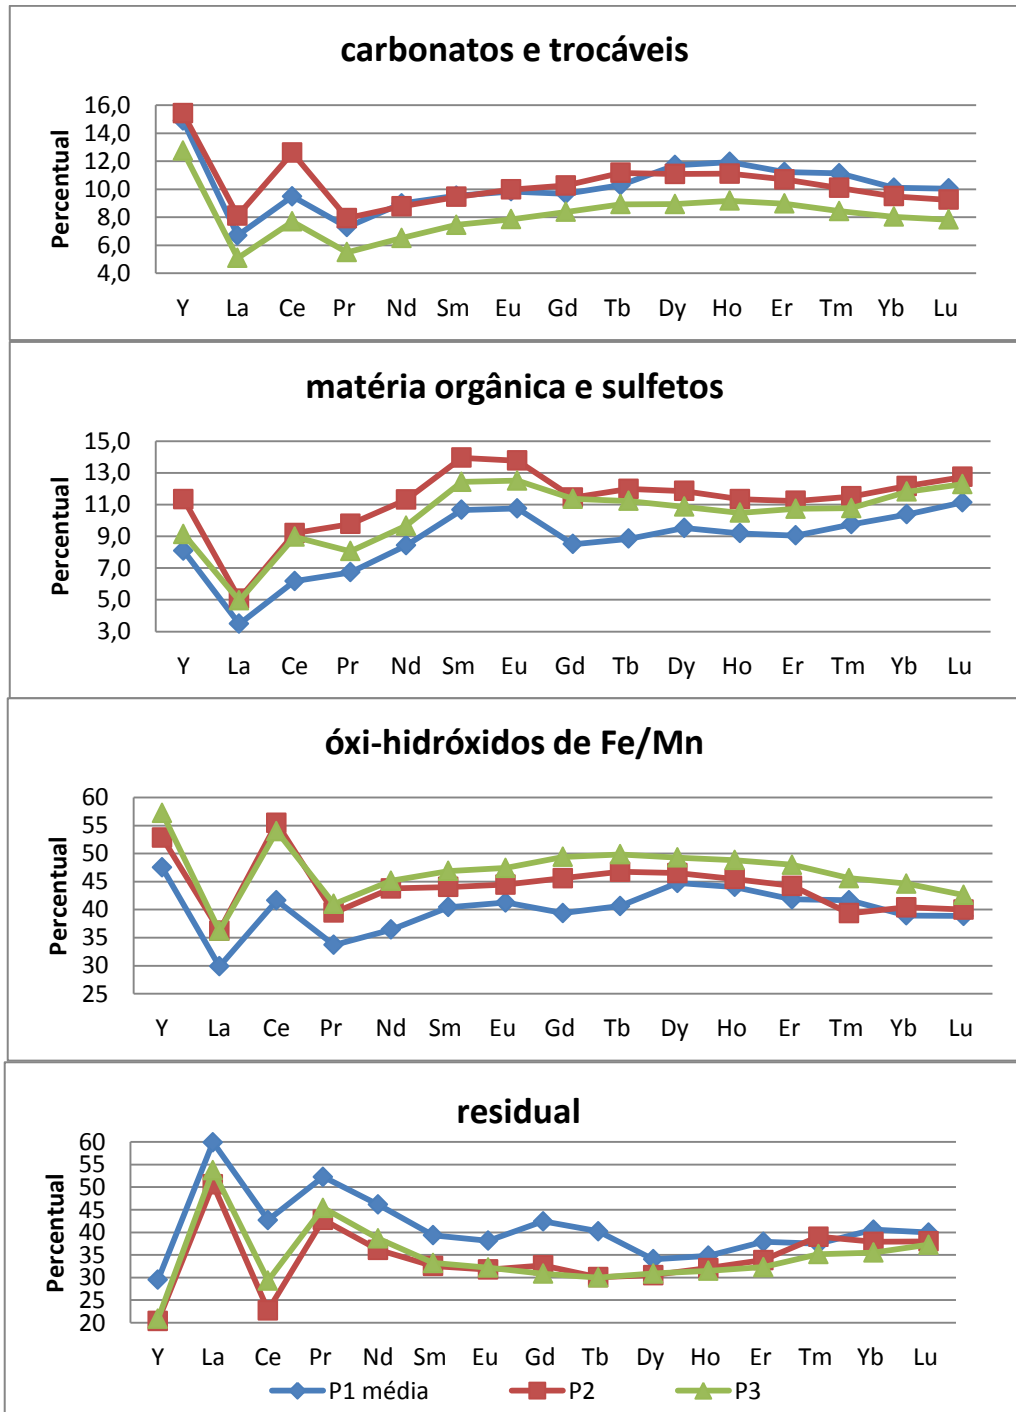 carbonatos e trocáveis
Percentual
16,0
14,0
12,0
10,0
8,0
6,0
4,0
Y La Ce Pr Nd Sm Eu Gd Tb Dy Ho Er Tm Yb Lu
matéria orgânica e sulfetos
Percentual
15,0
13,0
11,0
9,0
7,0
5,0
3,0
Y La Ce Pr Nd Sm Eu Gd Tb Dy Ho Er Tm Yb Lu
óxi-hidróxidos de Fe/Mn
Percentual
60
55
50
45
40
35
30
25
Y La Ce Pr Nd Sm Eu Gd Tb Dy Ho Er Tm Yb Lu
residual
Percentual
60
55
50
45
40
35
30
25
20
Y La Ce Pr Nd Sm Eu Gd Tb Dy Ho Er Tm Yb Lu
P1 média P2 P3